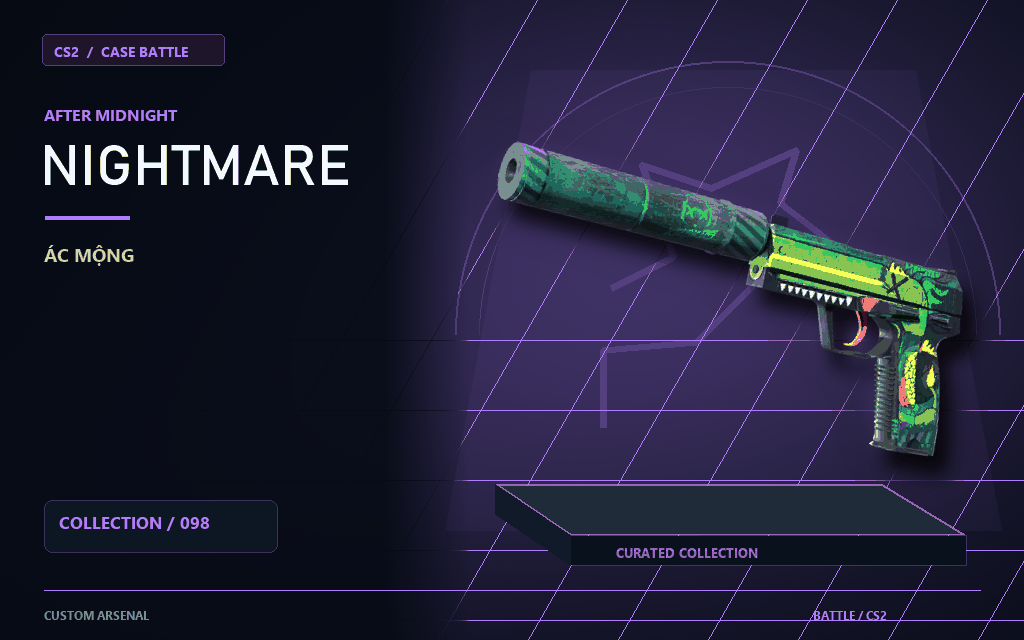 CS2 / CASE BATTLE
AFTER MIDNIGHT
NIGHTMARE
ÁC MỘNG
COLLECTION / 098
CURATED COLLECTION
CUSTOM ARSENAL
BATTLE / CS2